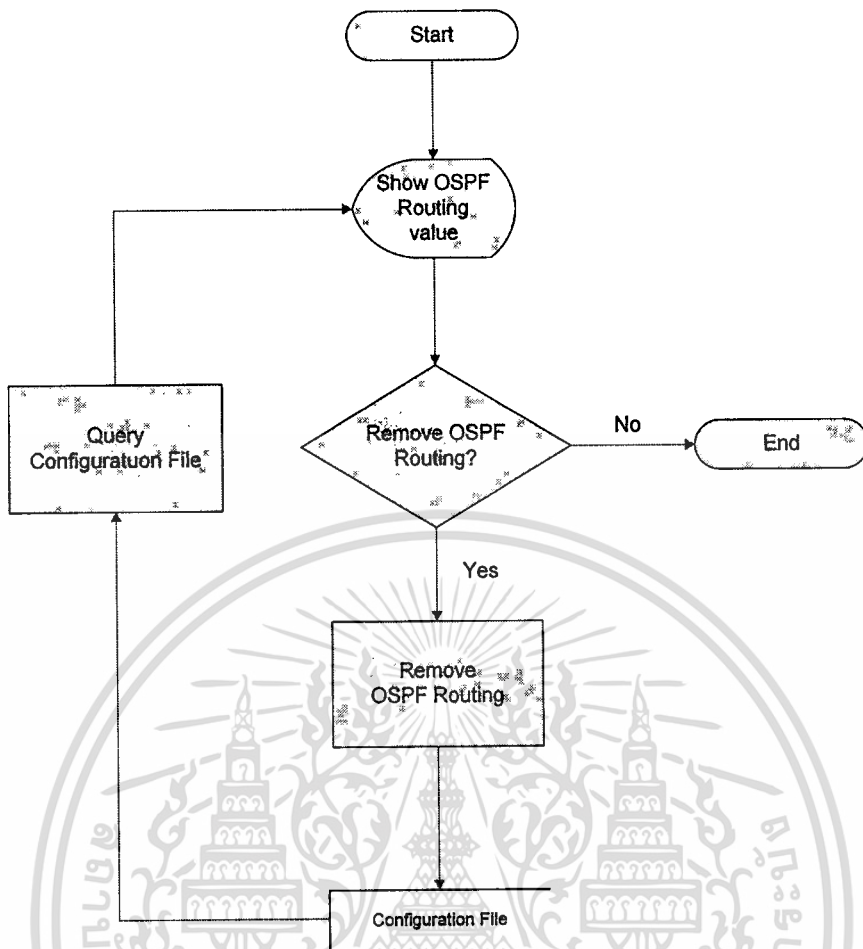 Start
Show OSPF
Routing
value
Query
Configuratuon File
Remove OSPF
Routing?
No
End
Yes
Remove
OSPF Routing
Configuration File